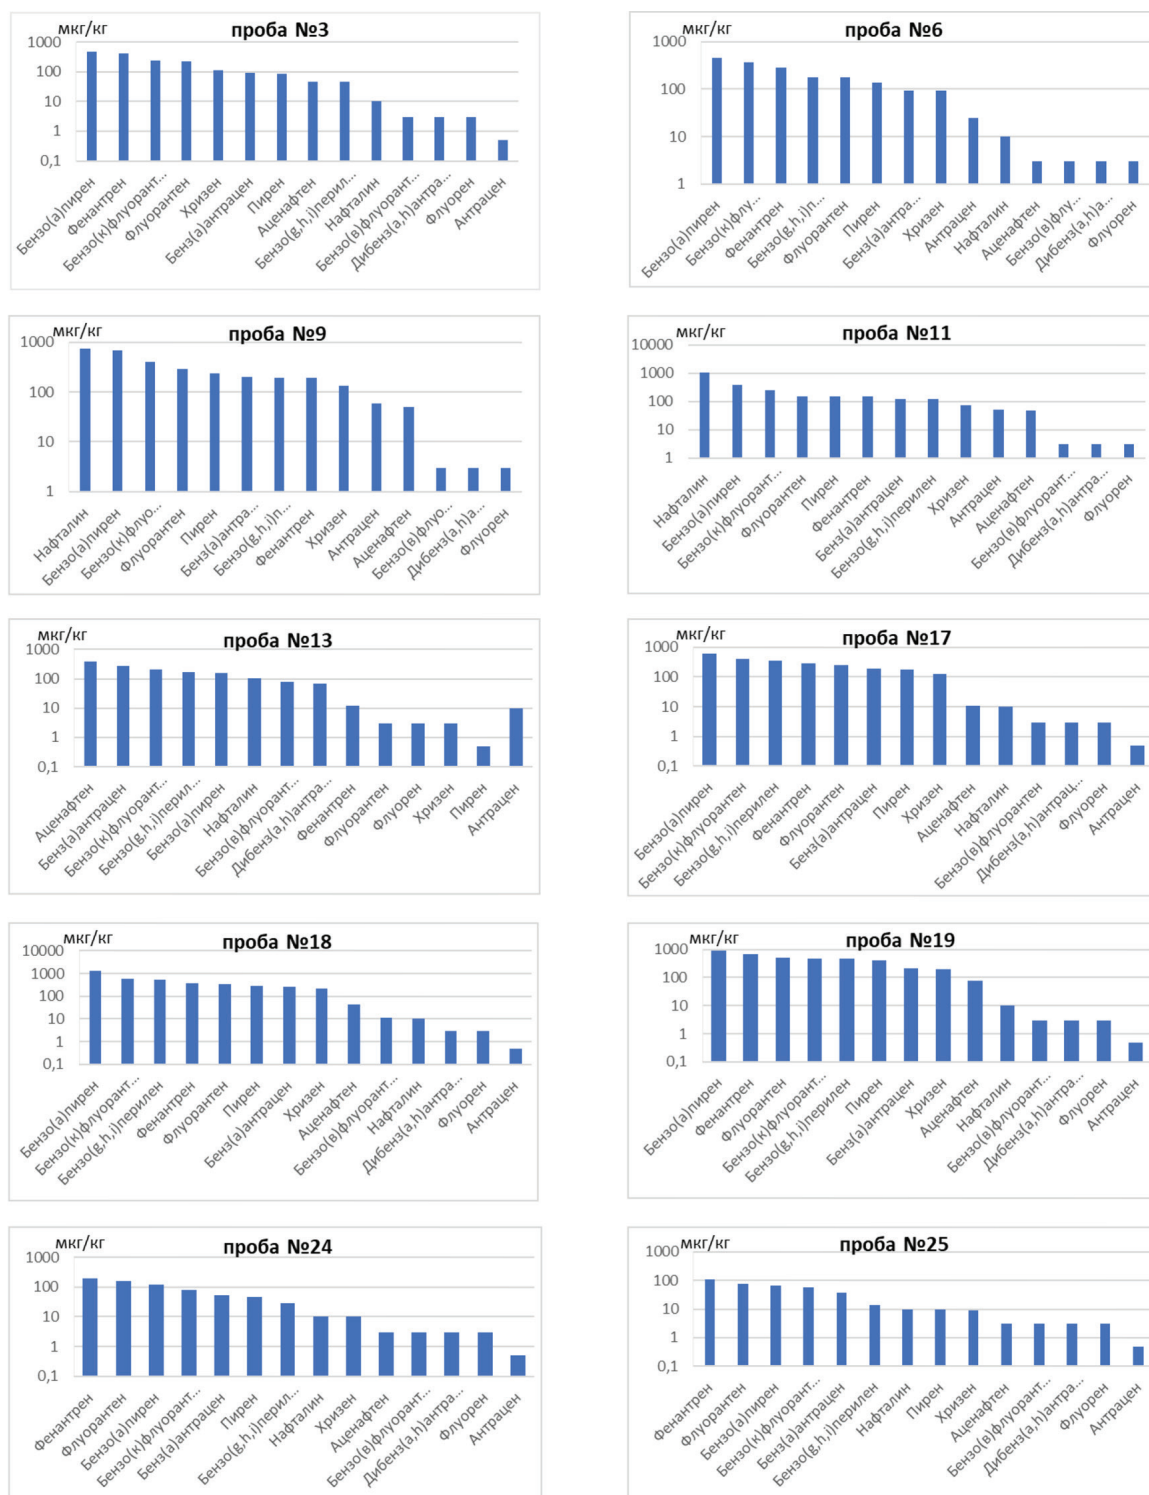 мкг/кг
проба №3
1000
100
10
1
0,1
Бензо(а)пирен
Фенантрен
Бензо(к)флуорант…
Флуорантен
Хризен
Бенз(а)антрацен
Пирен
Аценафтен
Бензо(g,h,i)перил…
Нафталин
Бензо(в)флуорант…
Дибенз(a,h)антра…
Флуорен
Антрацен
мкг/кг
проба №6
1000
100
10
1
Бензо(а)пирен
Бензо(к)флу…
Фенантрен
Бензо(g,h,i)п…
Флуорантен
Пирен
Бенз(а)антра…
Хризен
Антрацен
Нафталин
Аценафтен
Бензо(в)флу…
Дибенз(a,h)а…
Флуорен
мкг/кг
проба №9
1000
100
10
1
Нафталин
Бензо(а)пирен
Бензо(к)флуо…
Флуорантен
Пирен
Бенз(а)антра…
Бензо(g,h,i)п…
Фенантрен
Хризен
Антрацен
Аценафтен
Бензо(в)флуо…
Дибенз(a,h)а…
Флуорен
мкг/кг
проба №11
10000
1000
100
10
1
Нафталин
Бензо(а)пирен
Бензо(к)флуорант…
Флуорантен
Пирен
Фенантрен
Бенз(а)антрацен
Бензо(g,h,i)перилен
Хризен
Антрацен
Аценафтен
Бензо(в)флуорант…
Дибенз(a,h)антра…
Флуорен
мкг/кг
проба №13
1000
100
10
1
0,1
Аценафтен
Бенз(а)антрацен
Бензо(к)флуорант…
Бензо(g,h,i)перил…
Бензо(а)пирен
Нафталин
Бензо(в)флуорант…
Дибенз(a,h)антра…
Фенантрен
Флуорантен
Флуорен
Хризен
Пирен
Антрацен
мкг/кг
проба №17
1000
100
10
1
0,1
Бензо(а)пирен
Бензо(к)флуорантен
Бензо(g,h,i)перилен
Фенантрен
Флуорантен
Бенз(а)антрацен
Пирен
Хризен
Аценафтен
Нафталин
Бензо(в)флуорантен
Дибенз(a,h)антрац…
Флуорен
Антрацен
мкг/кг
проба №18
10000
1000
100
10
1
0,1
Бензо(а)пирен
Бензо(к)флуорант…
Бензо(g,h,i)перилен
Фенантрен
Флуорантен
Пирен
Бенз(а)антрацен
Хризен
Аценафтен
Бензо(в)флуорант…
Нафталин
Дибенз(a,h)антра…
Флуорен
Антрацен
мкг/кг
проба №19
1000
100
10
1
0,1
Бензо(а)пирен
Фенантрен
Флуорантен
Бензо(к)флуорант…
Бензо(g,h,i)перилен
Пирен
Бенз(а)антрацен
Хризен
Аценафтен
Нафталин
Бензо(в)флуорант…
Дибенз(a,h)антра…
Флуорен
Антрацен
мкг/кг
проба №24
1000
100
10
1
0,1
Фенантрен
Флуорантен
Бензо(а)пирен
Бензо(к)флуорант…
Бенз(а)антрацен
Пирен
Бензо(g,h,i)перил…
Нафталин
Хризен
Аценафтен
Бензо(в)флуорант…
Дибенз(a,h)антра…
Флуорен
Антрацен
мкг/кг
проба №25
1000
100
10
1
0,1
Фенантрен
Флуорантен
Бензо(а)пирен
Бензо(к)флуорант…
Бенз(а)антрацен
Бензо(g,h,i)перилен
Нафталин
Пирен
Хризен
Аценафтен
Бензо(в)флуорант…
Дибенз(a,h)антра…
Флуорен
Антрацен